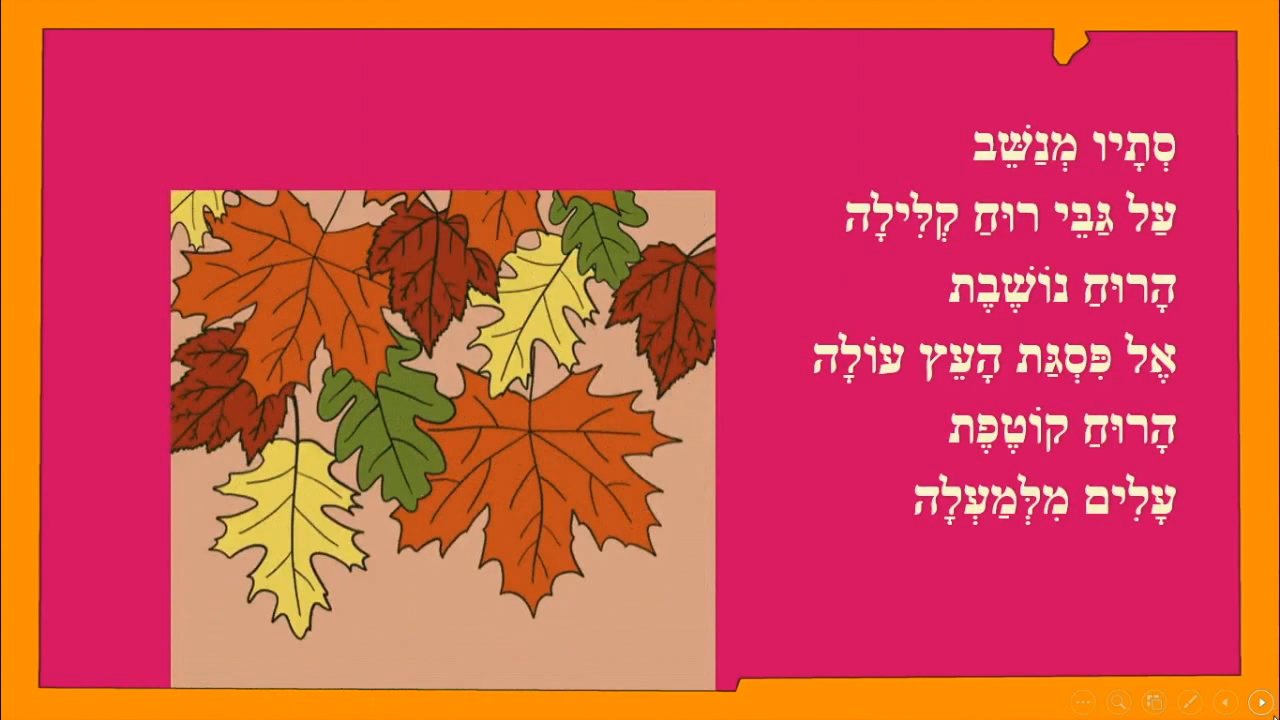 סְתָיו מְנַשֵּׁב
עַל גַּבֵּי רוּחַ קְלִּילָה
הָרוּחַ נוֹשֶׁבֶת
אֶל פִּסְגַּת הָעֵץ עוֹלָה
הָרוּחַ קוֹטֶפֶת
עָלִים מִלְּמַעְלָה